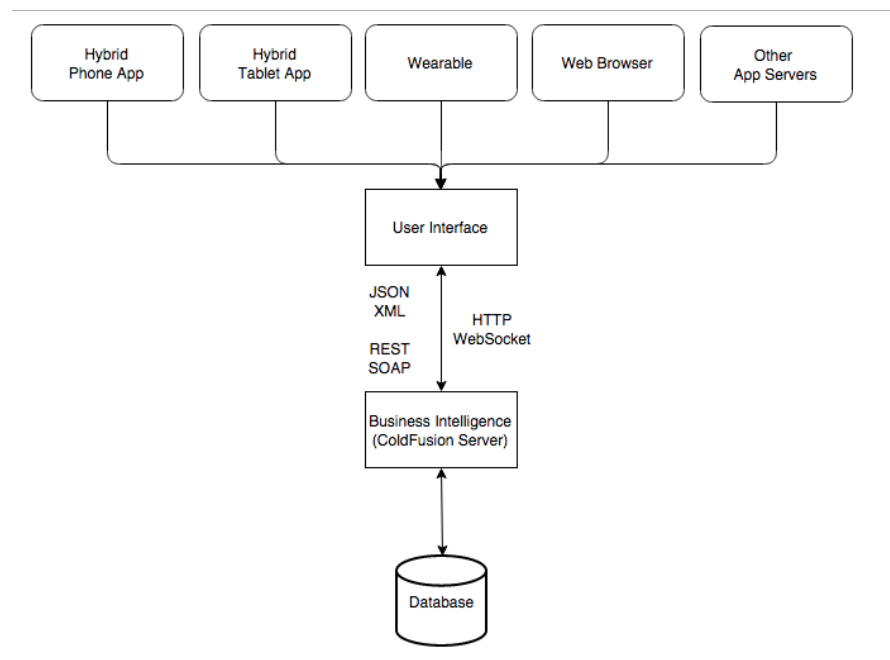 Hybrid
Phone App
Hybrid
Tablet App
Wearable
Web Browser
Other
App Servers
User Interface
JSON
XML
HTTP
WebSocket
REST
SOAP
Business Intelligence
(ColdFusion Server)
Database